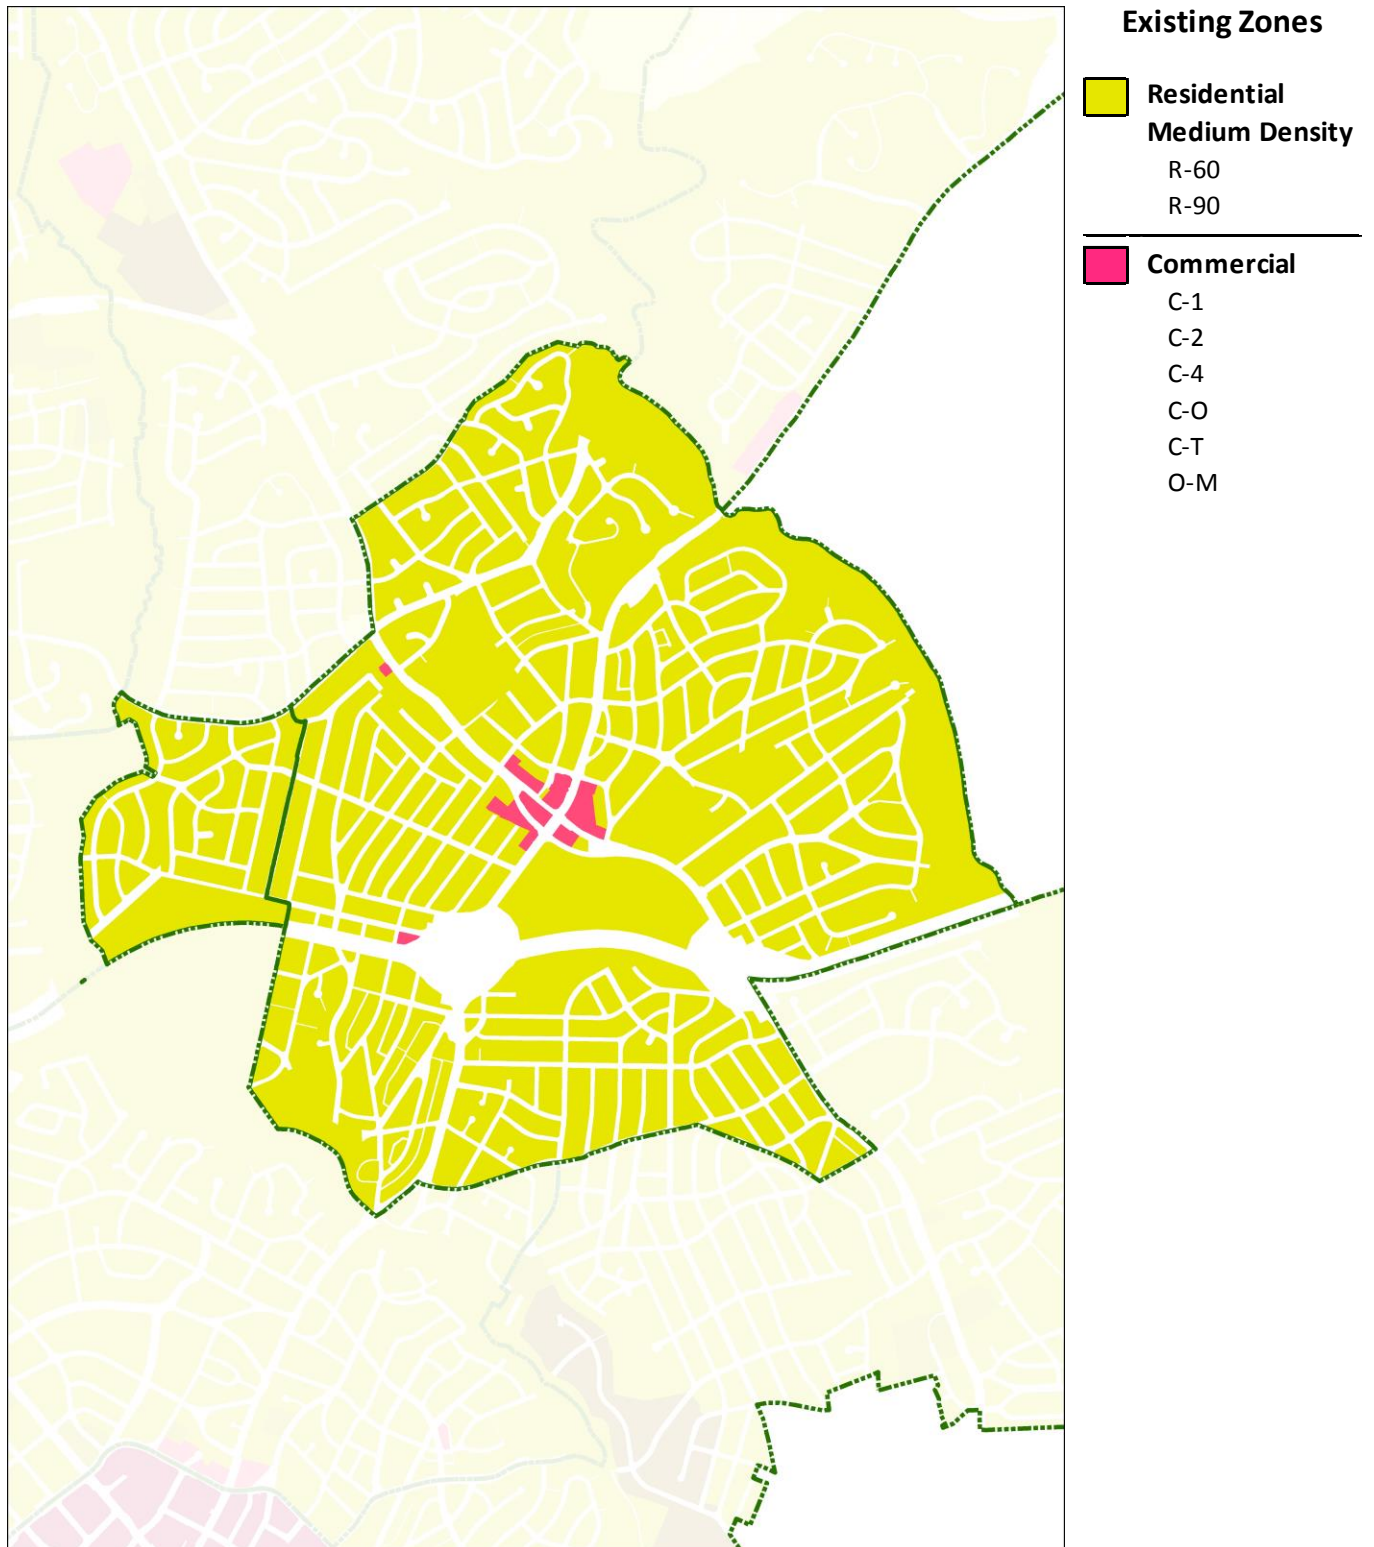 Existing Zones
Residential
Medium Density
R-60
R-90
Commercial
C-1
C-2
C-4
C-O
C-T
O-M